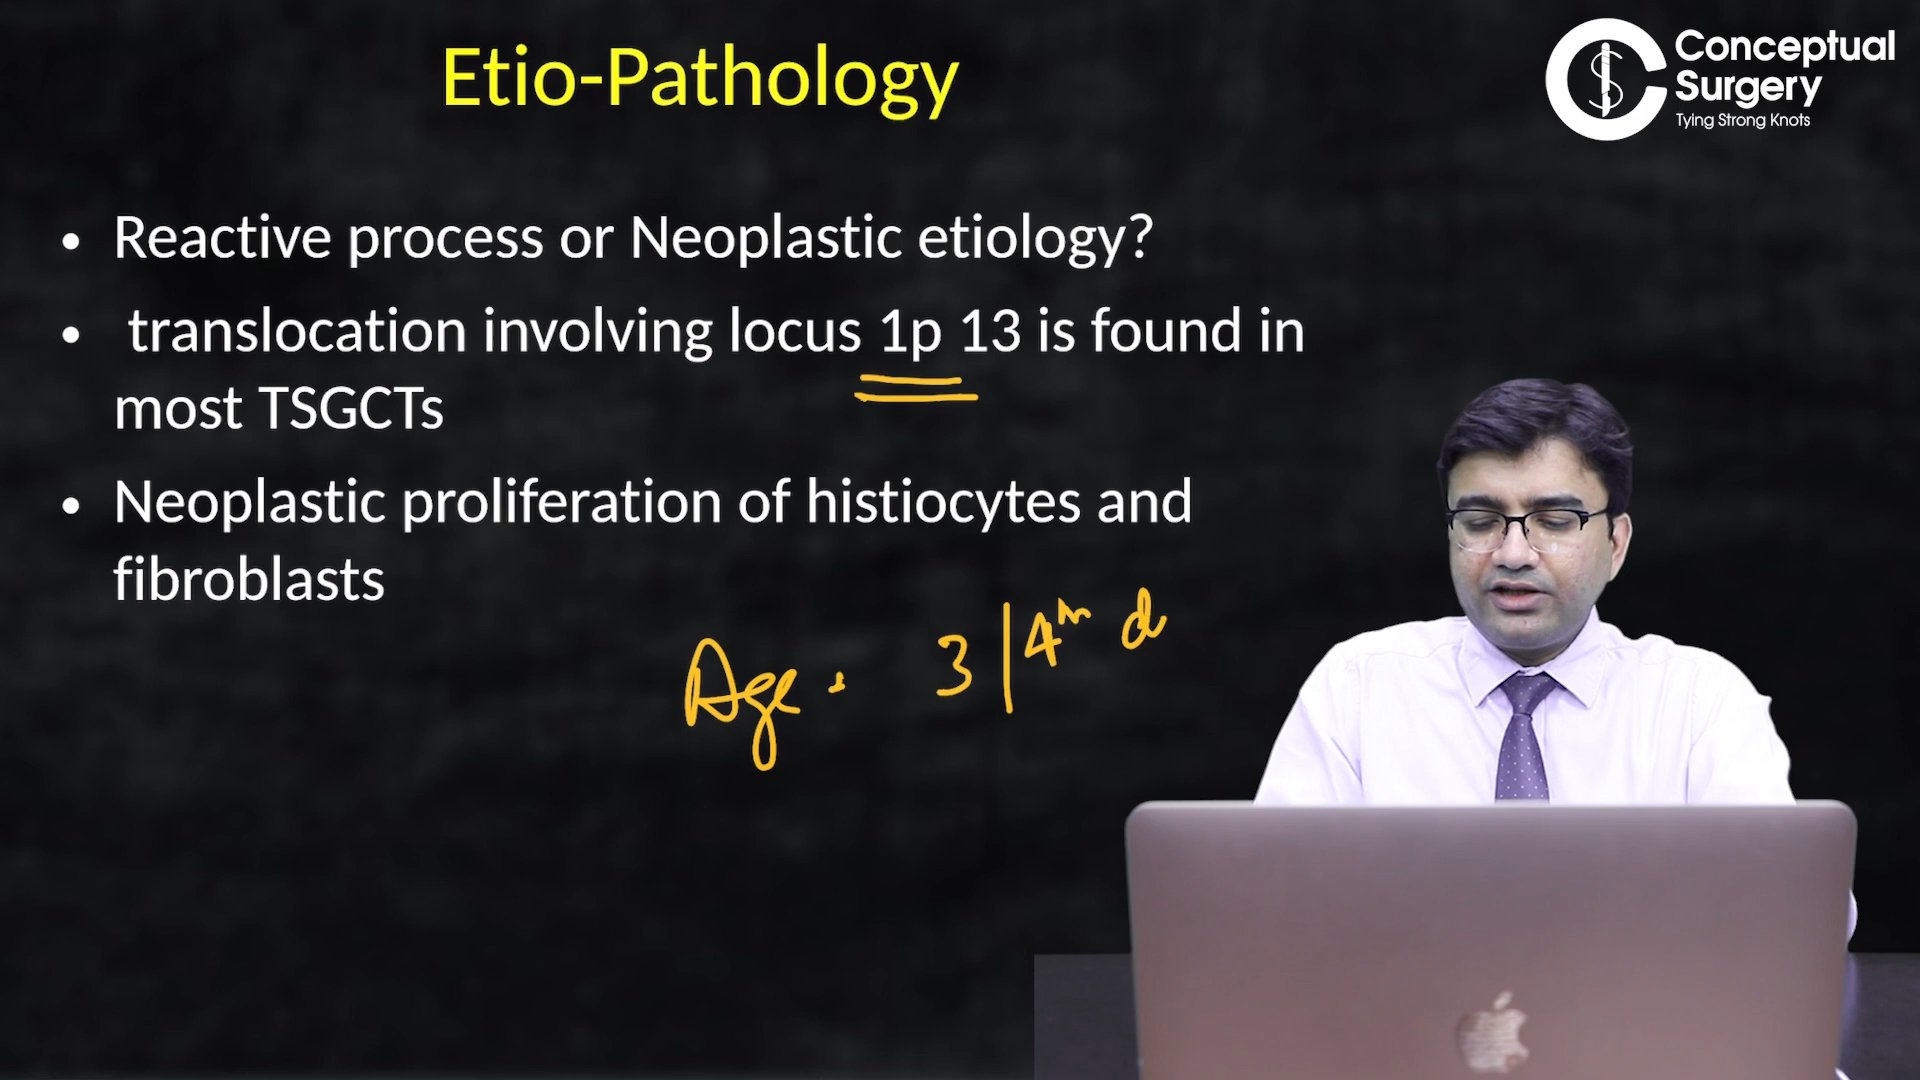 Etio-Pathology
Conceptual
Surgery
Tying Strong Knots
• Reactive process or Neoplastic etiology?
• translocation involving locus 1p 13 is found in
most TSGCTs
• Neoplastic proliferation of histiocytes and
fibroblasts
Age: 3|4th d